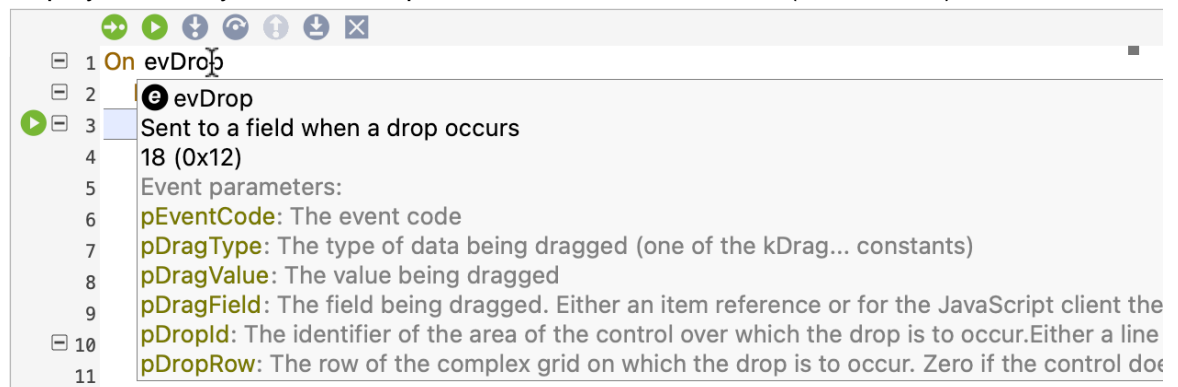 1 On evDrop
2
e evDrop
3 Sent to a field when a drop occurs
4 18 (0x12)
5 Event parameters:
6 pEventCode: The event code
7 pDragType: The type of data being dragged (one of the kDrag... constants)
8 pDragValue: The value being dragged
9 pDragField: The field being dragged. Either an item reference or for the JavaScript client the
10 pDropId: The identifier of the area of the control over which the drop is to occur.Either a line
11 pDropRow: The row of the complex grid on which the drop is to occur. Zero if the control doe